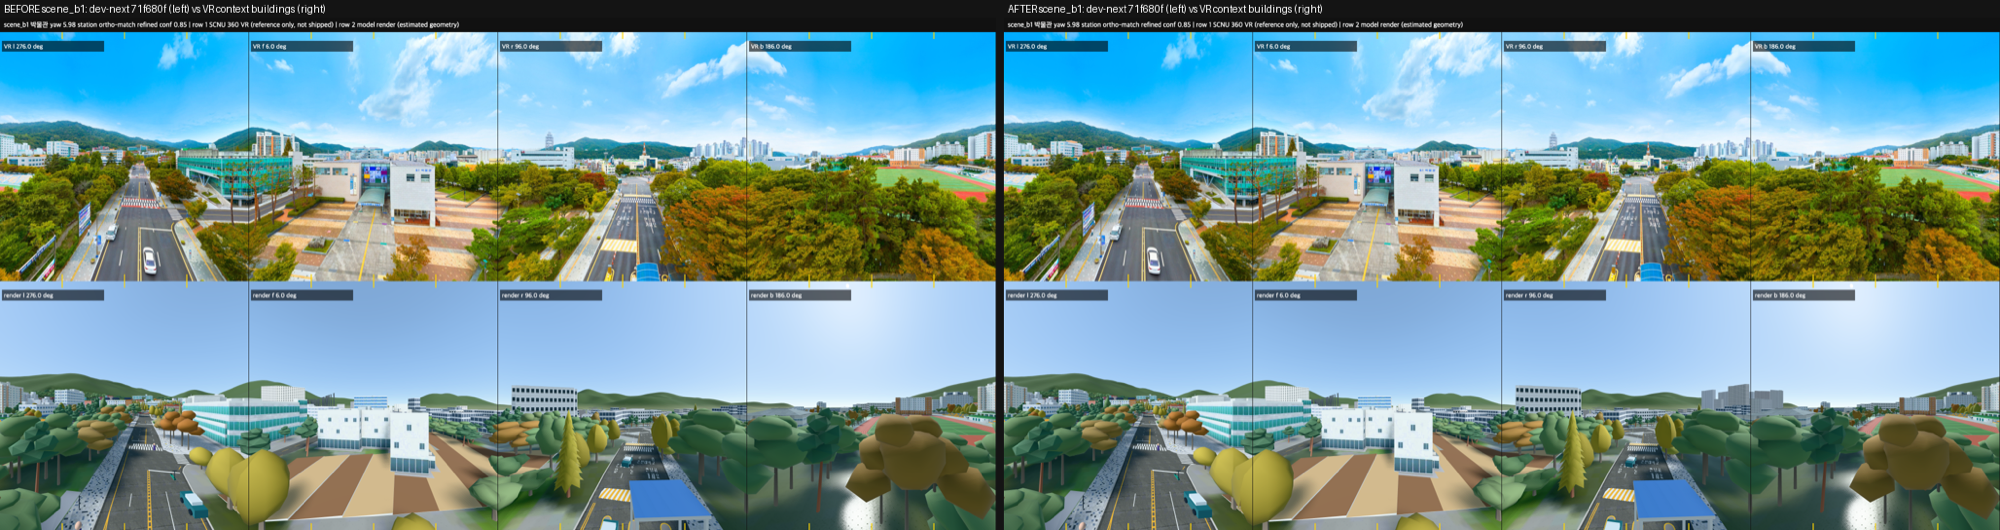 BEFORE scene_b1: dev-next 71f680f (left) vs VR context buildings (right)
scene_b1 박물관 yaw 5.98 station ortho-match refined conf 0.85 | row 1 SCNU 360 VR (reference only, not shipped) | row 2 model render (estimated geometry)
VR l 276.0 deg
VR f 6.0 deg
VR r 96.0 deg
VR b 186.0 deg
render l 276.0 deg
render f 6.0 deg
render r 96.0 deg
render b 186.0 deg
AFTER scene_b1: dev-next 71f680f (left) vs VR context buildings (right)
scene_b1 박물관 yaw 5.98 station ortho-match refined conf 0.85 | row 1 SCNU 360 VR (reference only, not shipped) | row 2 model render (estimated geometry)
VR l 276.0 deg
VR f 6.0 deg
VR r 96.0 deg
VR b 186.0 deg
render l 276.0 deg
render f 6.0 deg
render r 96.0 deg
render b 186.0 deg